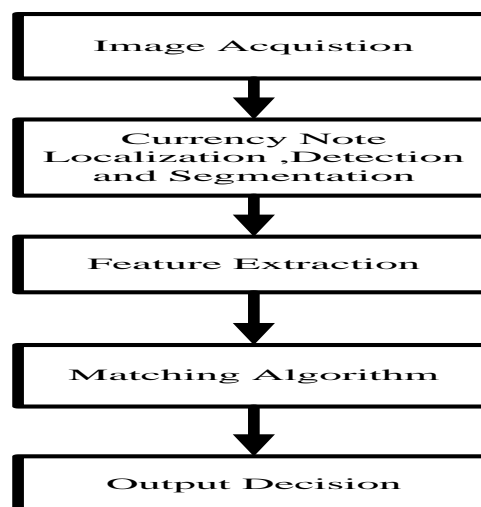 Image Acquistion
Currency Note
Localization ,Detection
and Segmentation
Feature Extraction
Matching Algorithm
Output Decision